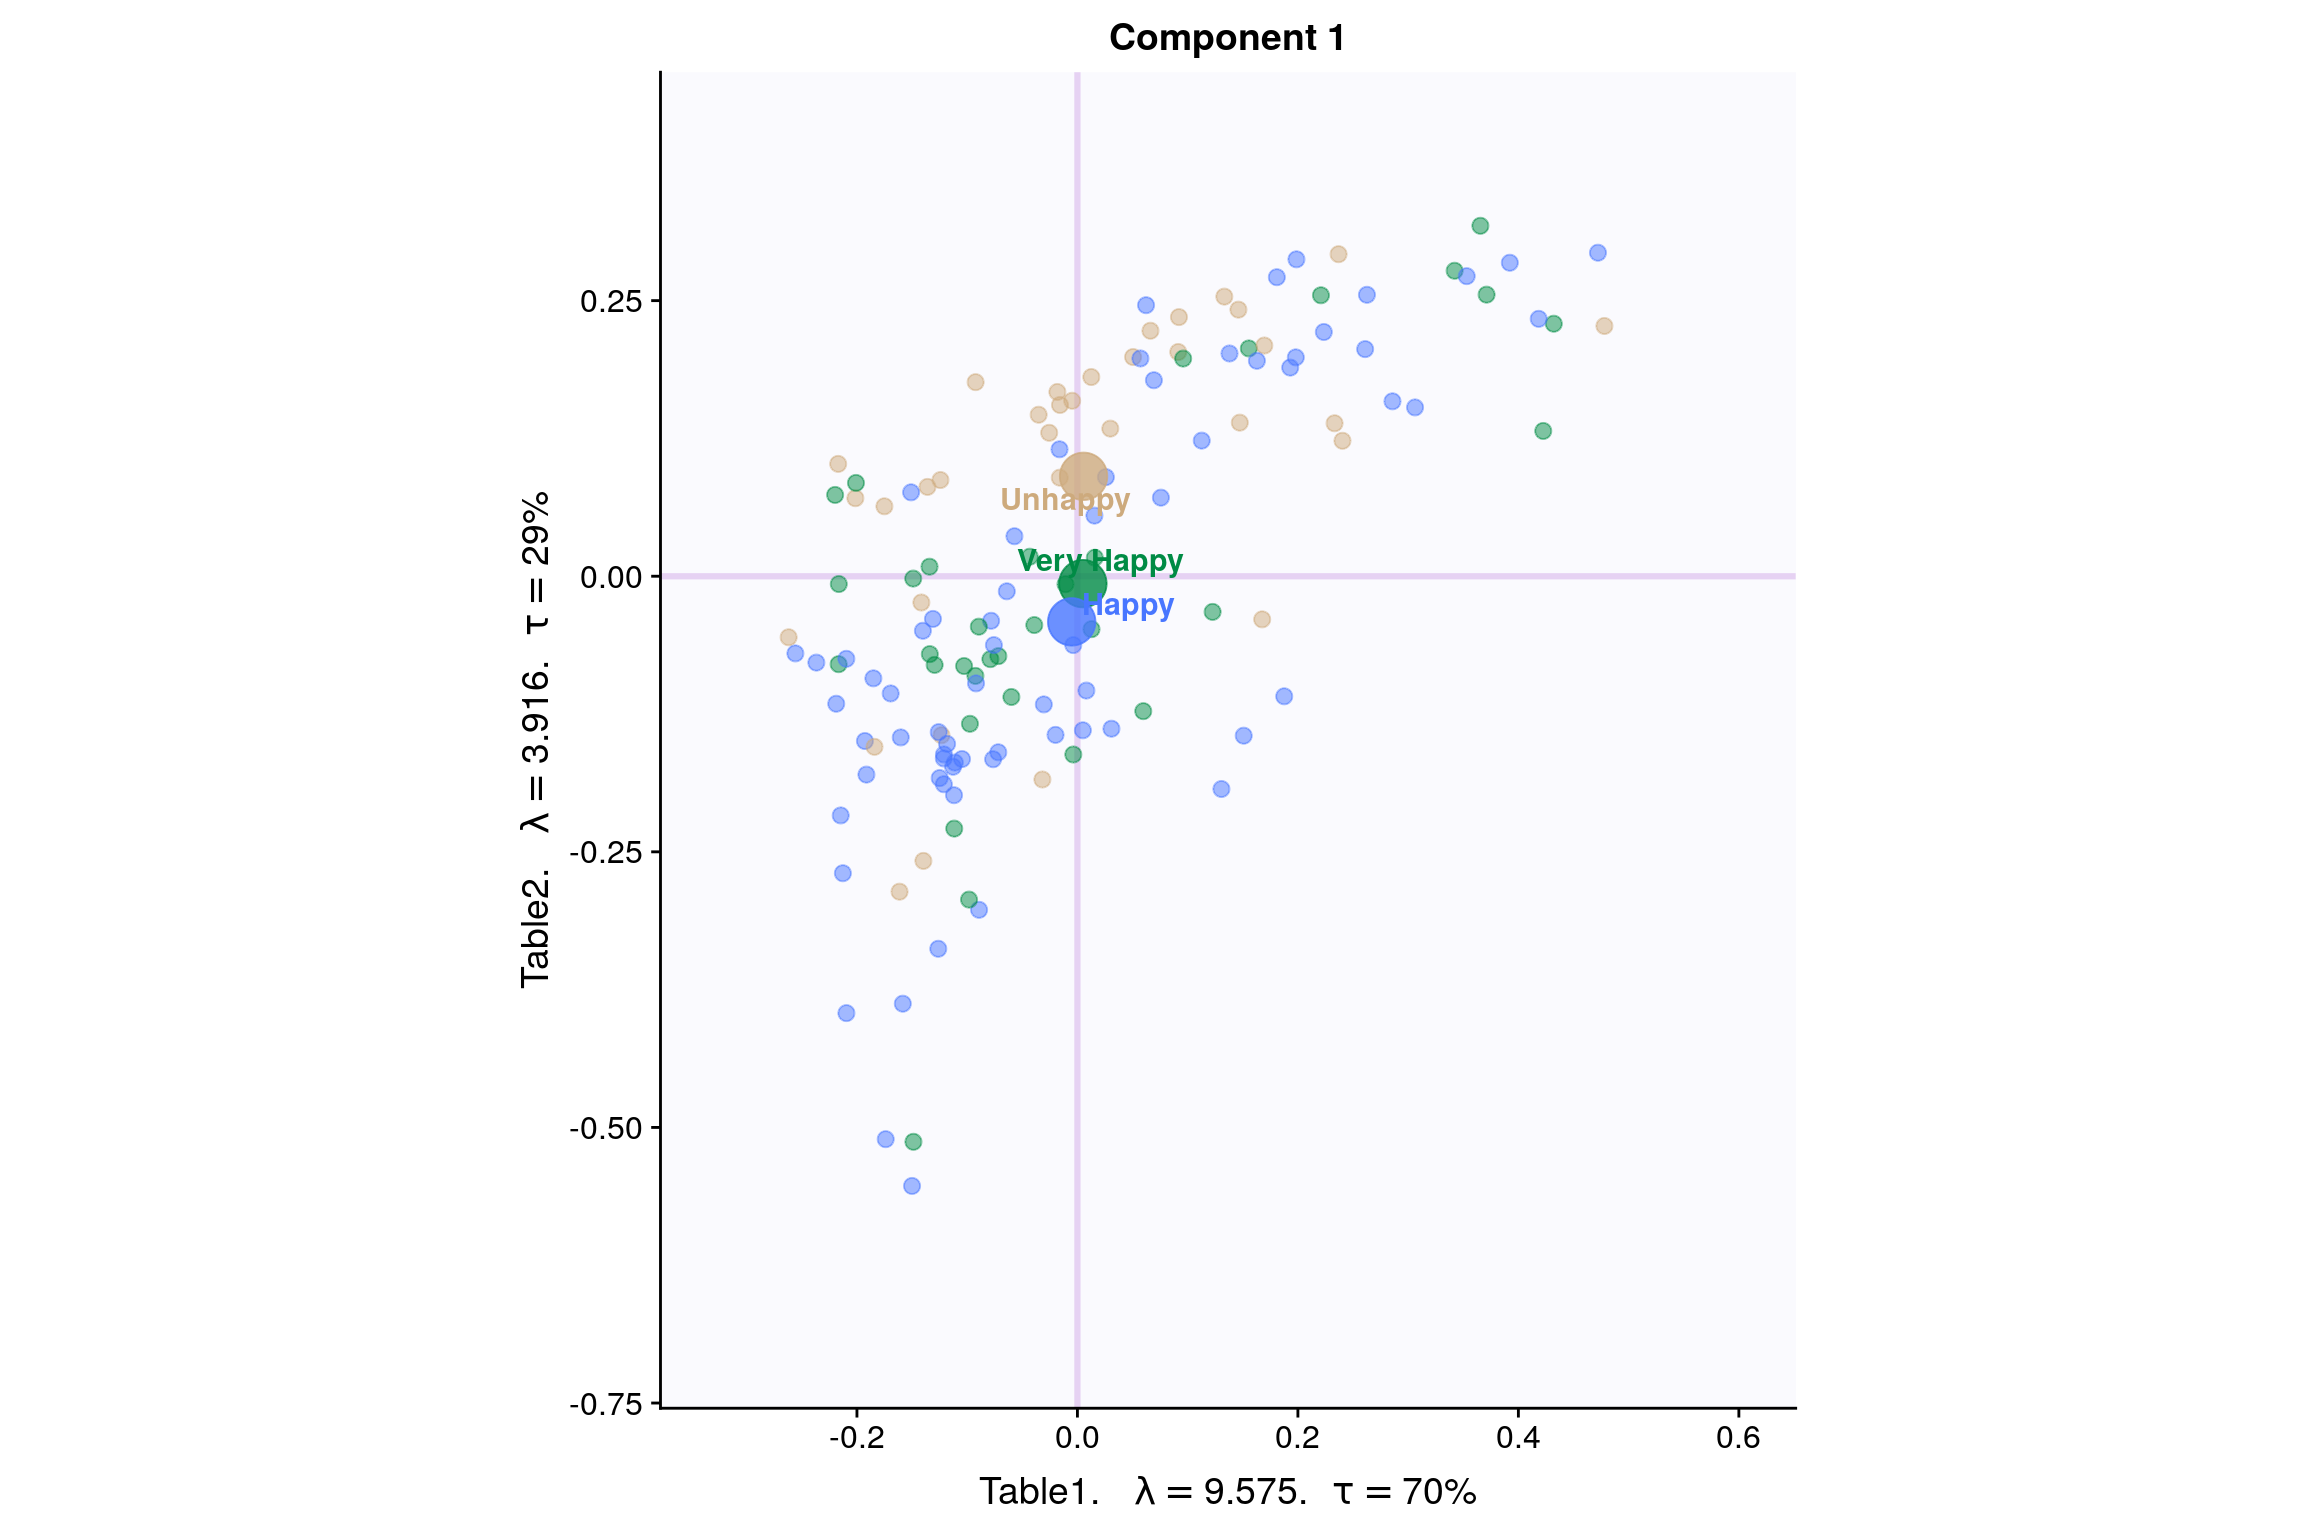 Component 1
0.25
0.00
-0.25
-0.50
-0.75
Table2. λ = 3.916. τ = 29%
Unhappy
Very Happy
Happy
-0.2 0.0 0.2 0.4 0.6
Table1. λ = 9.575. τ = 70%